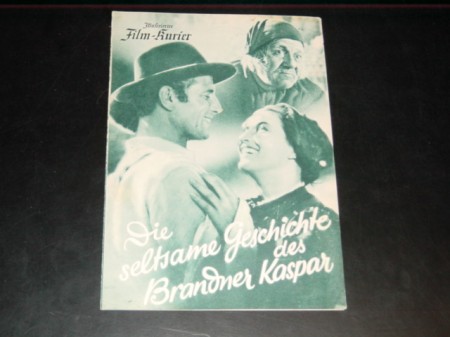 Illustrierter
Film-Kurier
Die
seltsame Geschichte
des
Brandner Kaspar